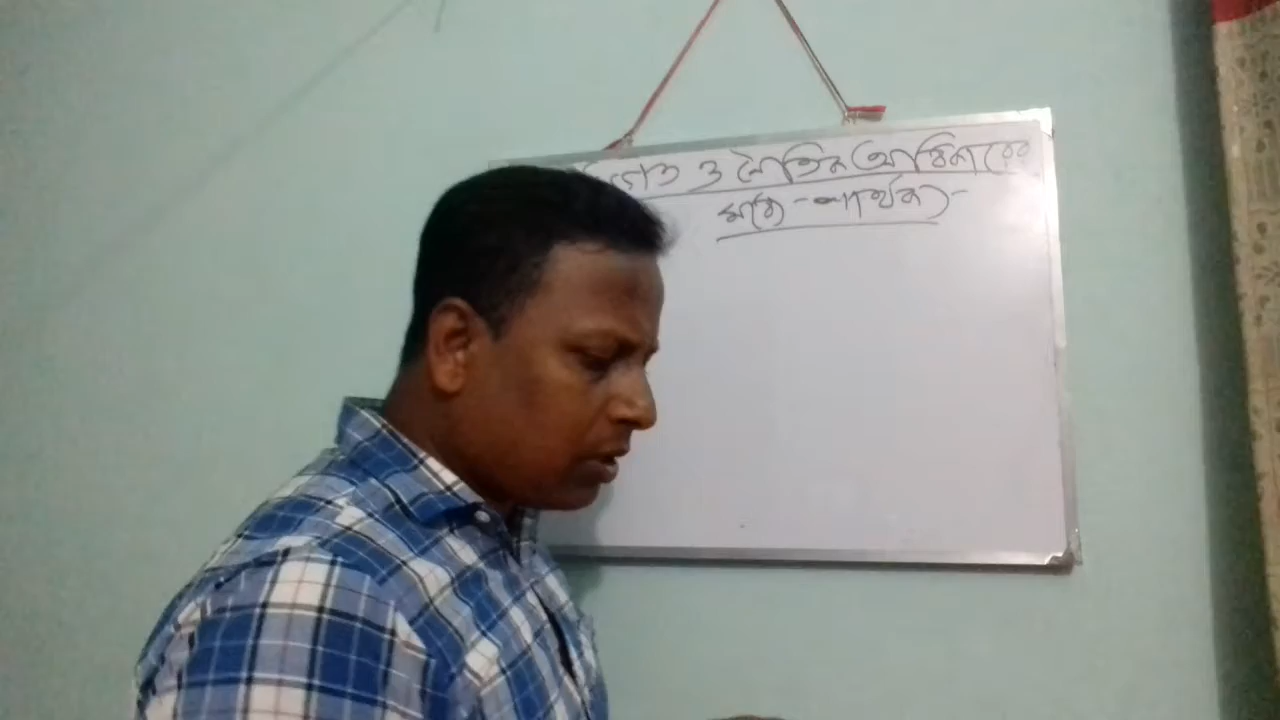 ও নৈতিক অধিকারের
মধ্যে পার্থক্য-